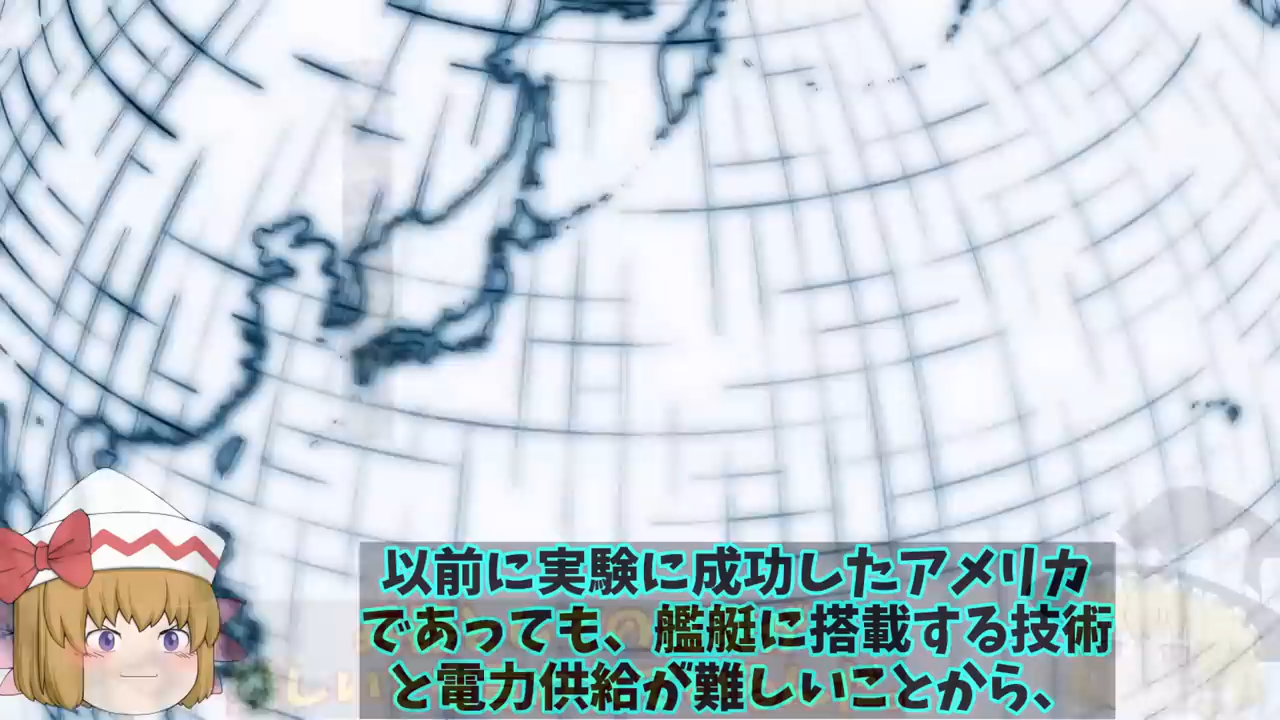 以前に実験に成功したアメリカ
であっても、艦艇に搭載する技術
と電力供給が難しいことから、